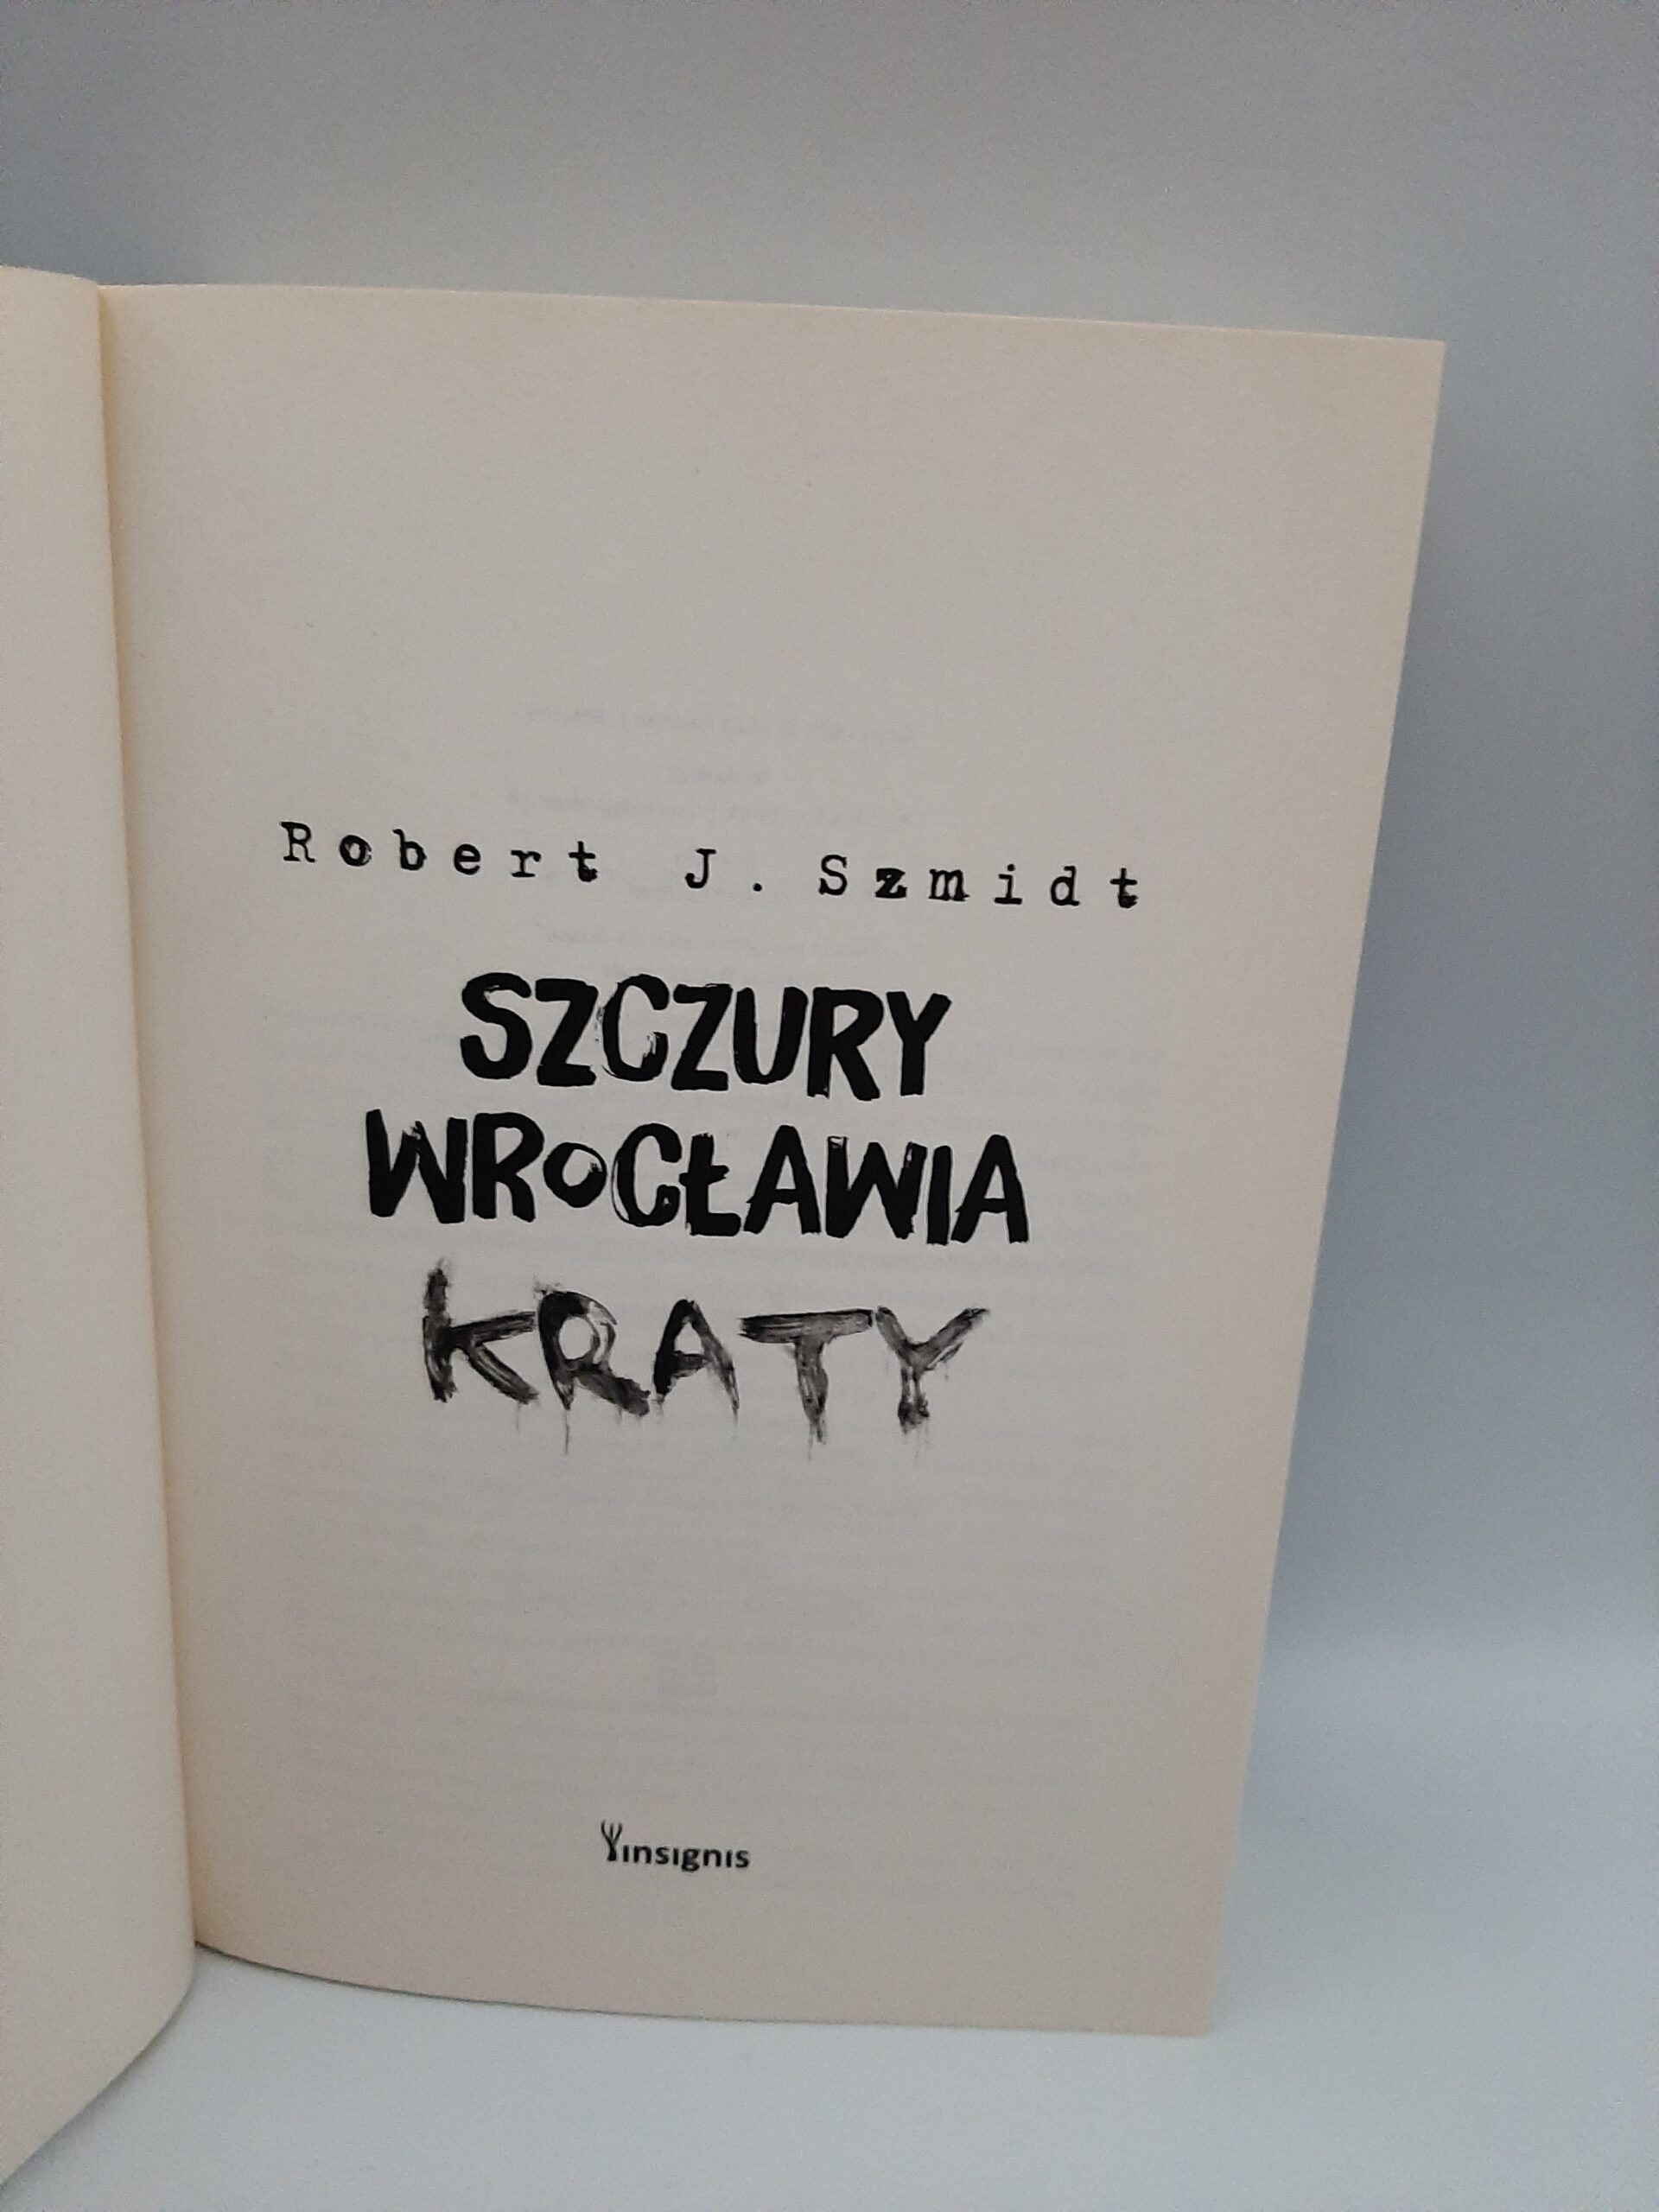 Robert J. Szmidt
SZCZURY
WROCŁAWIA
KRATY
insignis